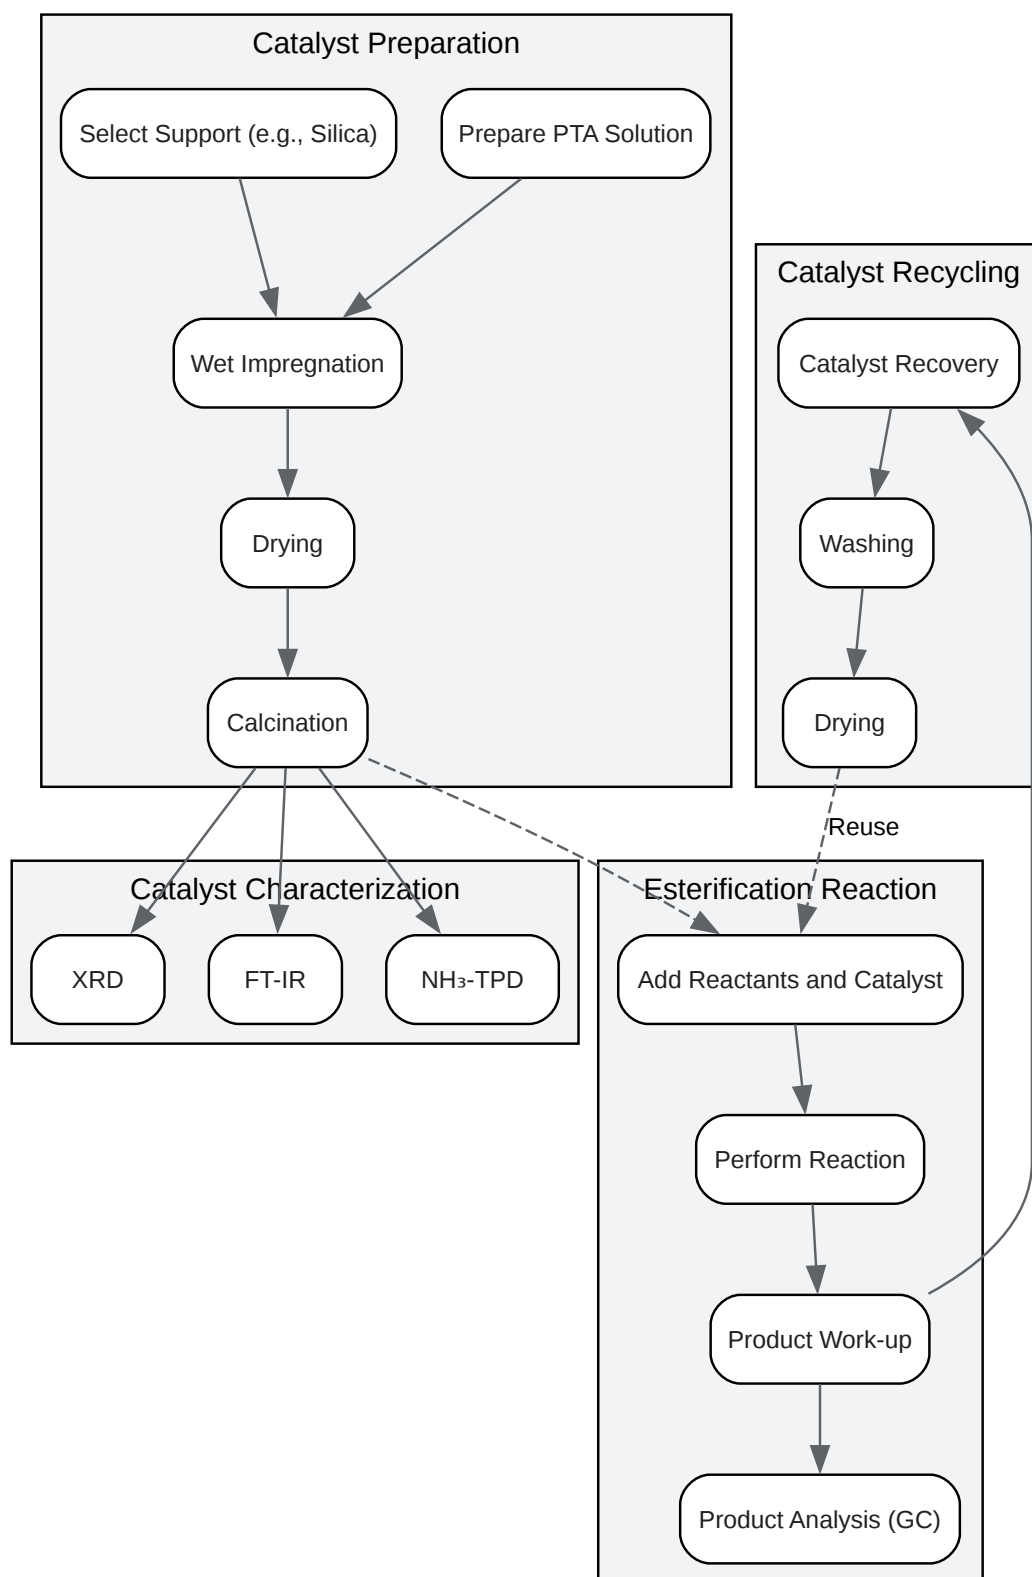 Catalyst Preparation
Select Support (e.g., Silica)
Prepare PTA Solution
Wet Impregnation
Drying
Calcination
Catalyst Recycling
Catalyst Recovery
Washing
Drying
Reuse
Catalyst Characterization
XRD
FT-IR
NH₃-TPD
Esterification Reaction
Add Reactants and Catalyst
Perform Reaction
Product Work-up
Product Analysis (GC)